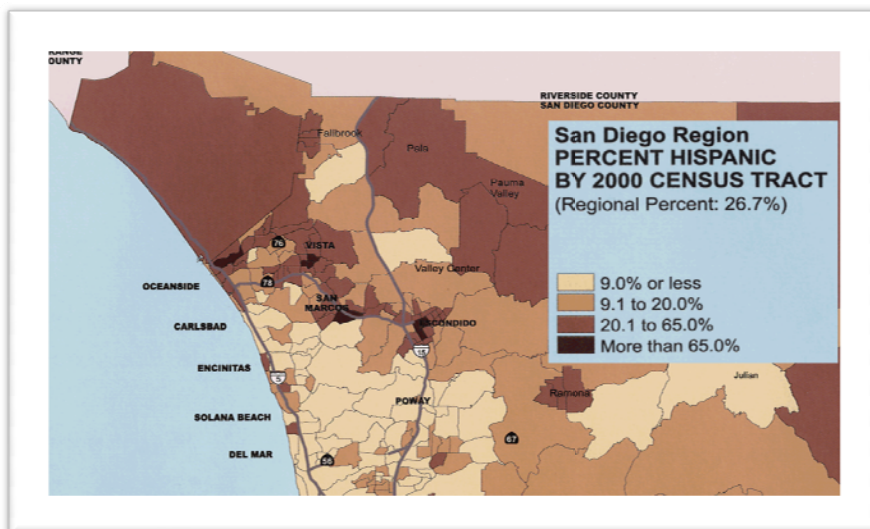 RANGE
OUNTY
RIVERSIDE COUNTY
SAN DIEGO COUNTY
San Diego Region
PERCENT HISPANIC
BY 2000 CENSUS TRACT
(Regional Percent: 26.7%)
9.0% or less
9.1 to 20.0%
20.1 to 65.0%
More than 65.0%
Fallbrook
Pala
Pauma
Valley
76
VISTA
Valley Center
OCEANSIDE
78
SAN
MARCOS
CARLSBAD
ESCONDIDO
15
ENCINITAS
5
Julian
Ramona
POWAY
SOLANA BEACH
67
DEL MAR
56